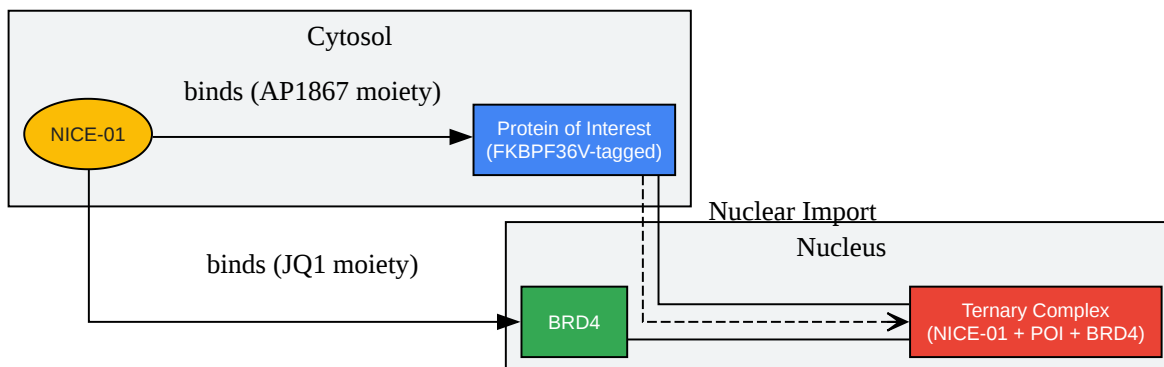 Cytosol
binds (AP1867 moiety)
NICE-01
Protein of Interest
(FKBPF36V-tagged)
Nuclear Import
Nucleus
binds (JQ1 moiety)
BRD4
Ternary Complex
(NICE-01 + POI + BRD4)